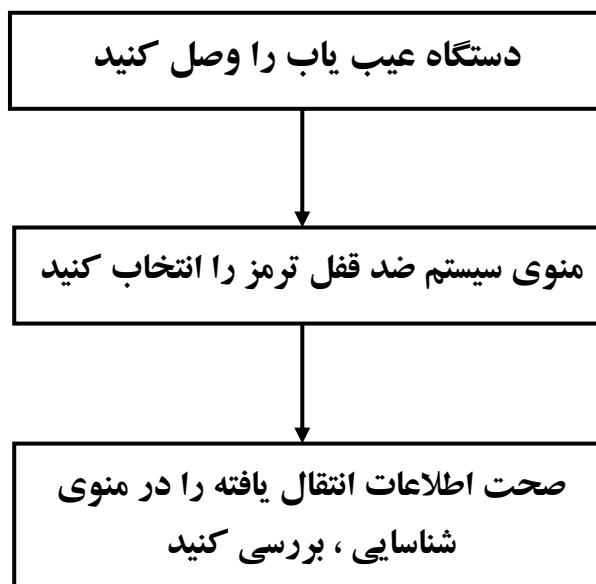 دستگاه عیب یاب را وصل کنید
منوی سیستم ضد قفل ترمز را انتخاب کنید
صحت اطلاعات انتقال یافته را در منوی
شناسایی ، بررسی کنید